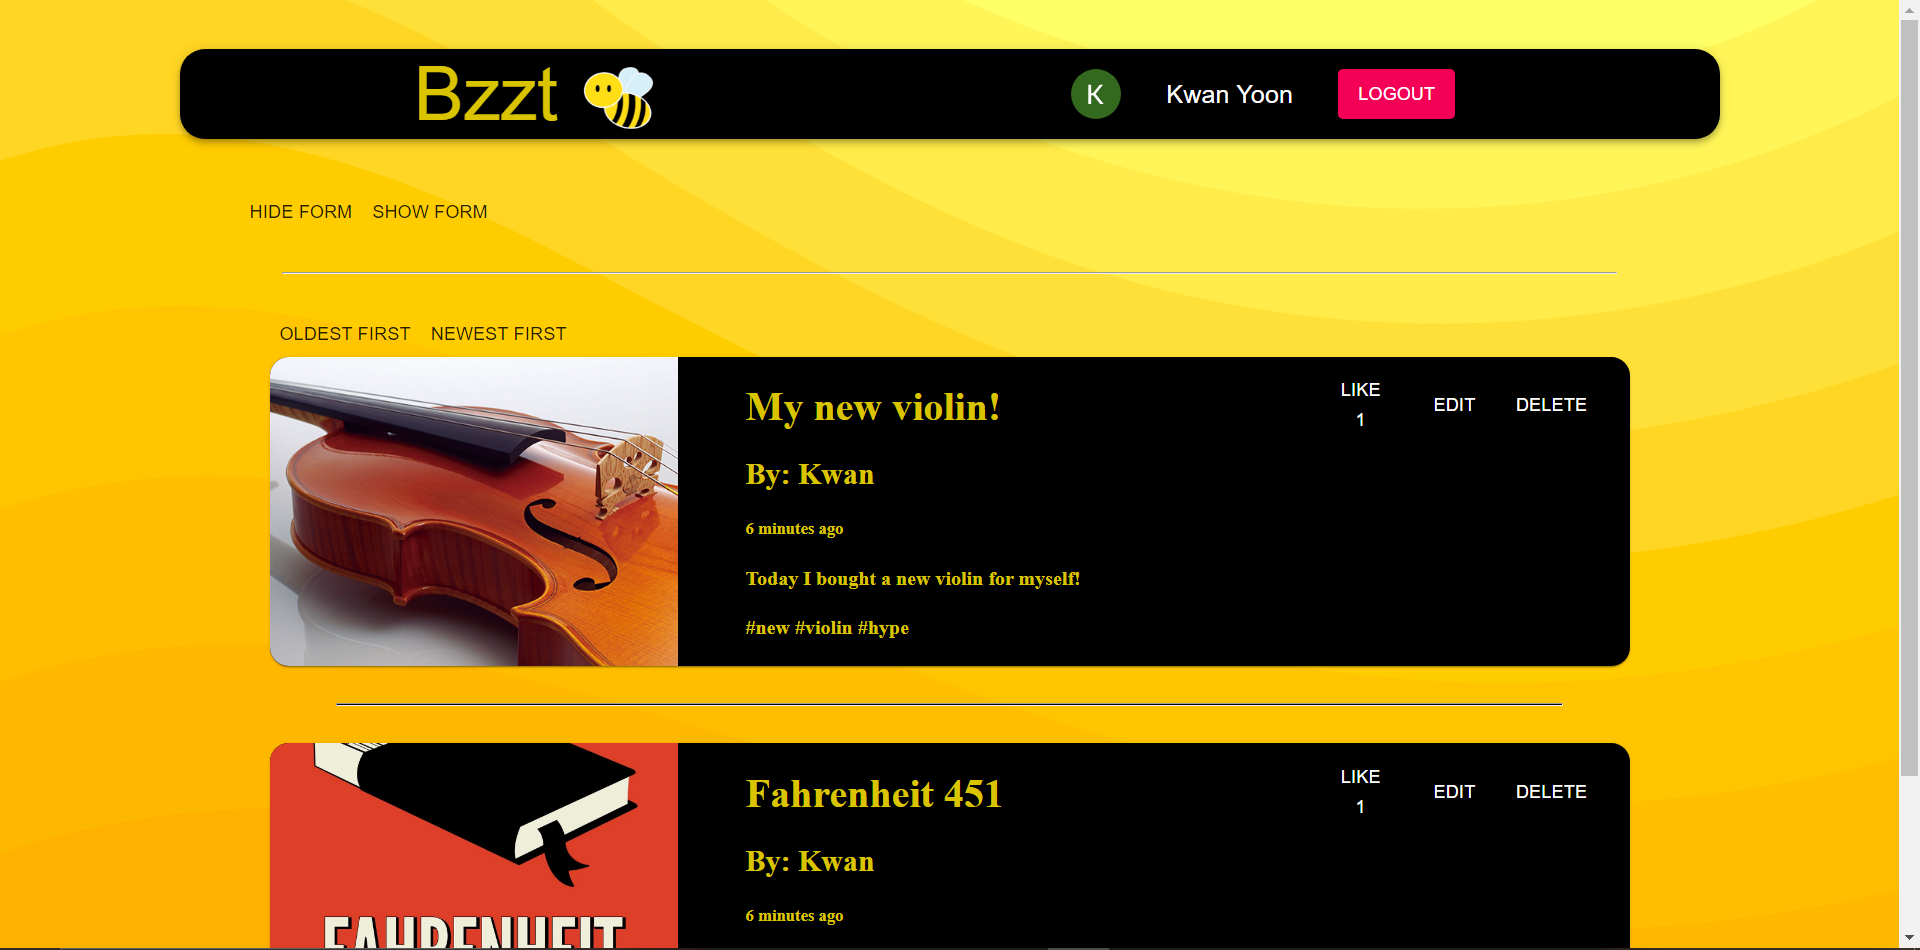 Bzzt
K
Kwan Yoon
LOGOUT
HIDE FORM SHOW FORM
OLDEST FIRST NEWEST FIRST
My new violin!
LIKE
1
EDIT
DELETE
By: Kwan
6 minutes ago
Today I bought a new violin for myself!
#new #violin #hype
Fahrenheit 451
LIKE
1
EDIT
DELETE
By: Kwan
6 minutes ago
FAHRENHEIT